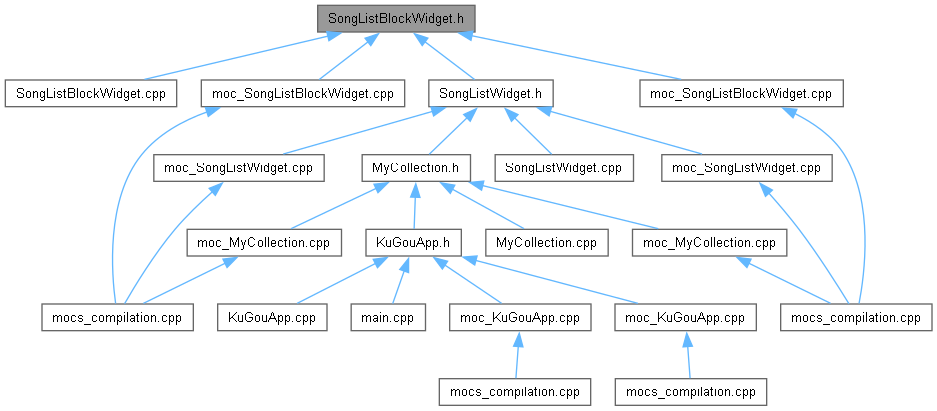 SongListBlockWidget.h
SongListBlockWidget.cpp
moc_SongListBlockWidget.cpp
SongListWidget.h
moc_SongListBlockWidget.cpp
moc_SongListWidget.cpp
MyCollection.h
SongListWidget.cpp
moc_SongListWidget.cpp
moc_MyCollection.cpp
KuGouApp.h
MyCollection.cpp
moc_MyCollection.cpp
mocs_compilation.cpp
KuGouApp.cpp
main.cpp
moc_KuGouApp.cpp
moc_KuGouApp.cpp
mocs_compilation.cpp
mocs_compilation.cpp
mocs_compilation.cpp